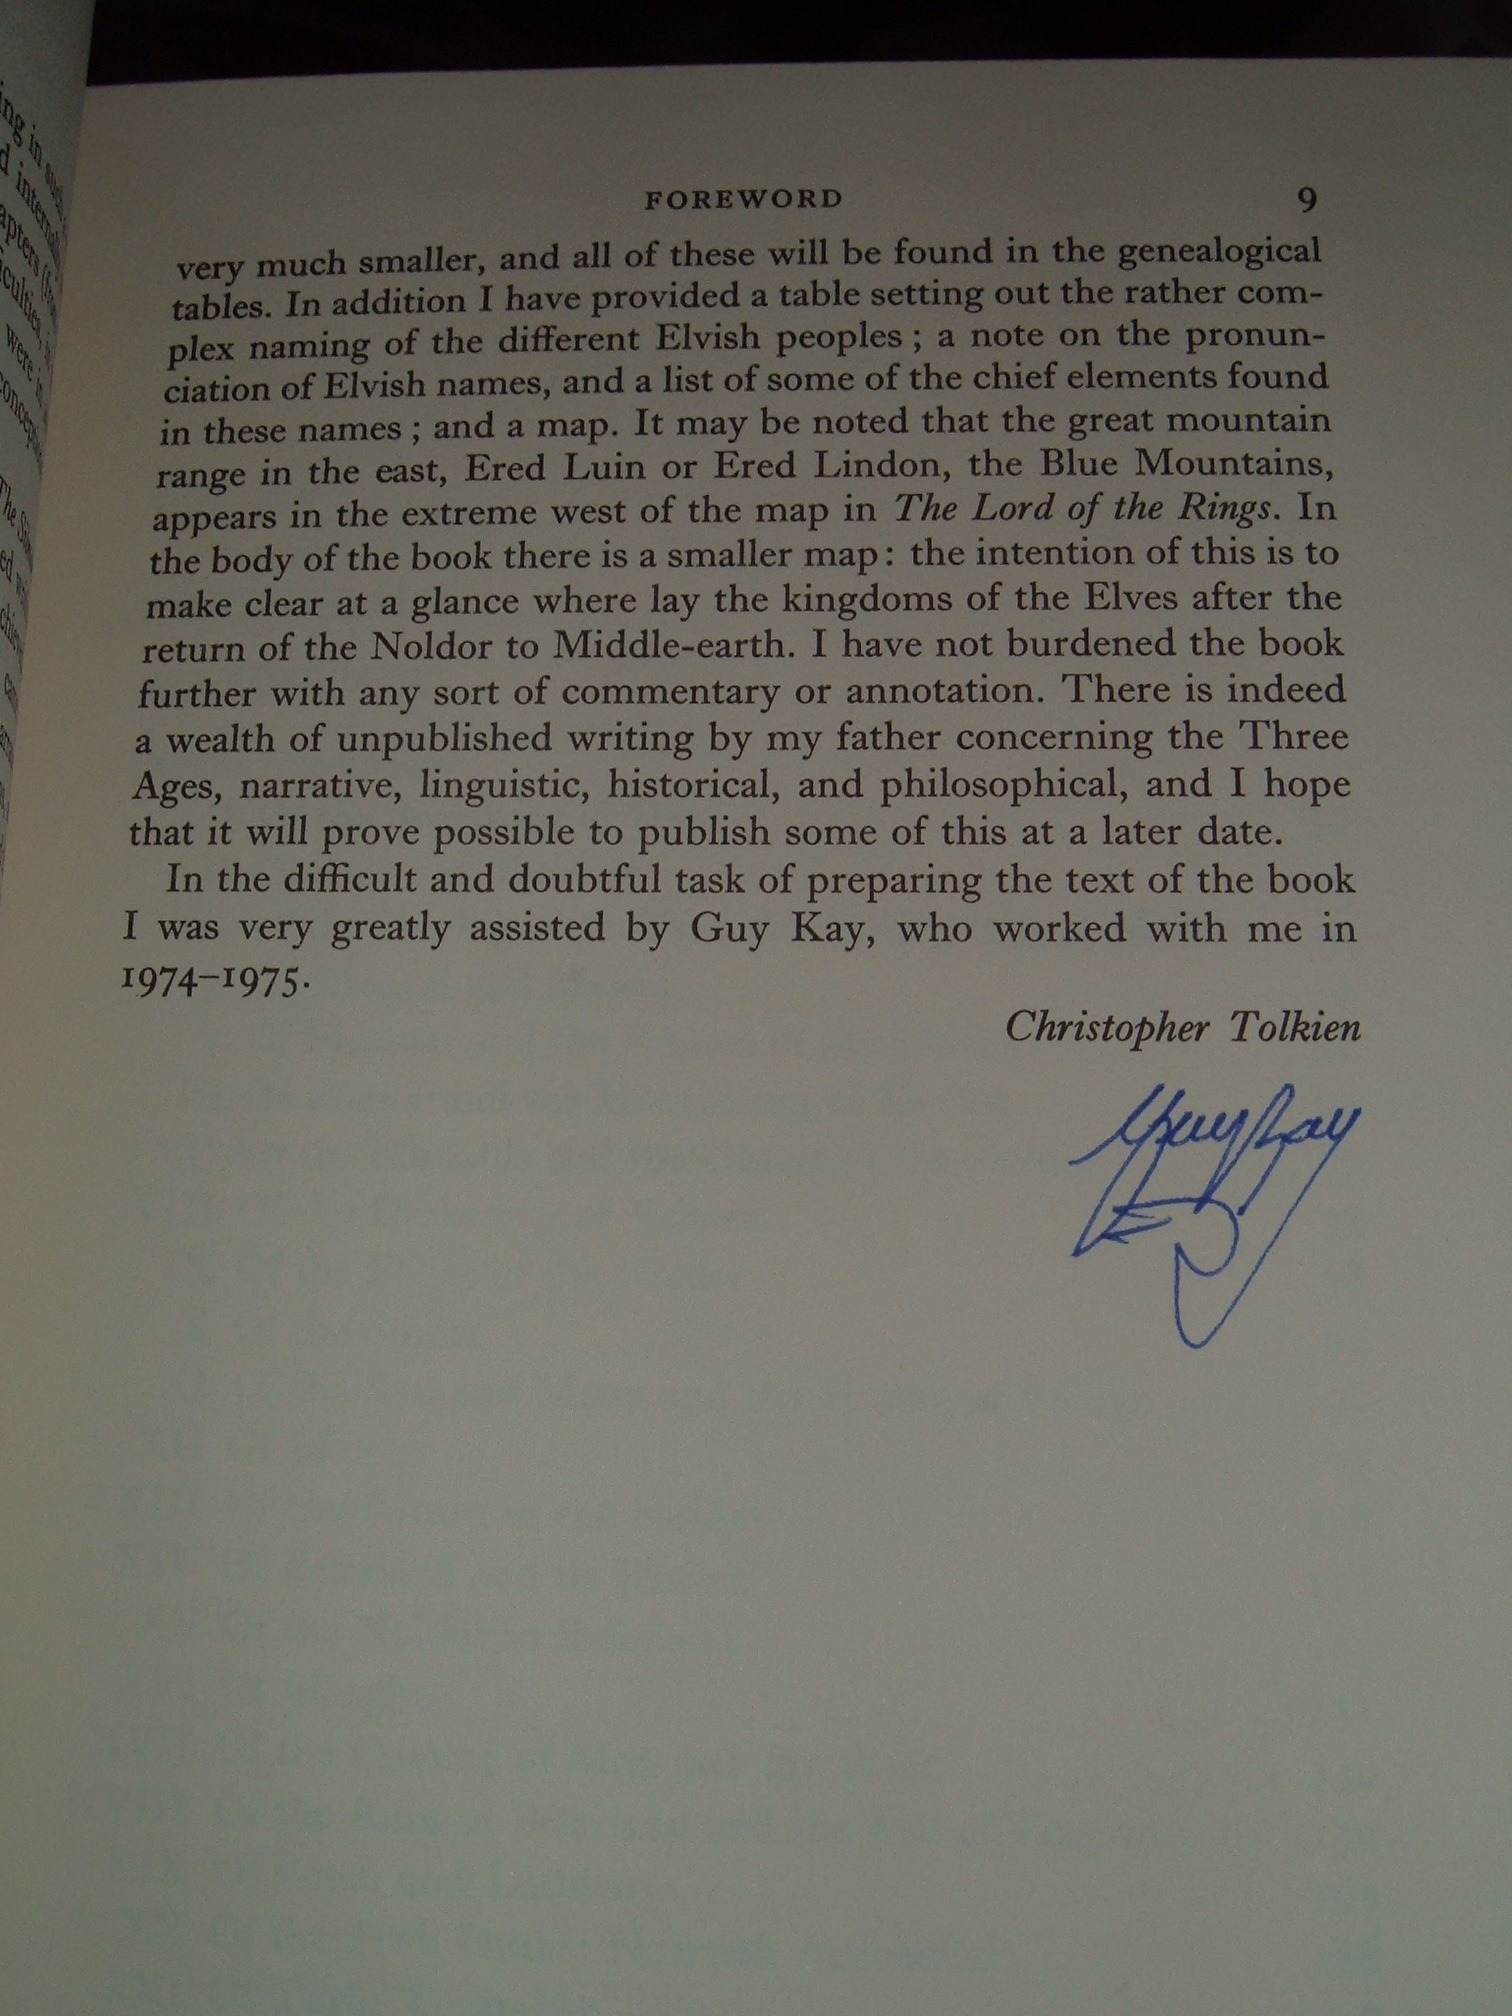 FOREWORD 9
very much smaller, and all of these will be found in the genealogical
tables. In addition I have provided a table setting out the rather com-
plex naming of the different Elvish peoples; a note on the pronun-
ciation of Elvish names, and a list of some of the chief elements found
in these names; and a map. It may be noted that the great mountain
range in the east, Ered Luin or Ered Lindon, the Blue Mountains,
appears in the extreme west of the map in The Lord of the Rings. In
the body of the book there is a smaller map: the intention of this is to
make clear at a glance where lay the kingdoms of the Elves after the
return of the Noldor to Middle-earth. I have not burdened the book
further with any sort of commentary or annotation. There is indeed
a wealth of unpublished writing by my father concerning the Three
Ages, narrative, linguistic, historical, and philosophical, and I hope
that it will prove possible to publish some of this at a later date.
In the difficult and doubtful task of preparing the text of the book
I was very greatly assisted by Guy Kay, who worked with me in
1974–1975.
Christopher Tolkien
Guy Kay